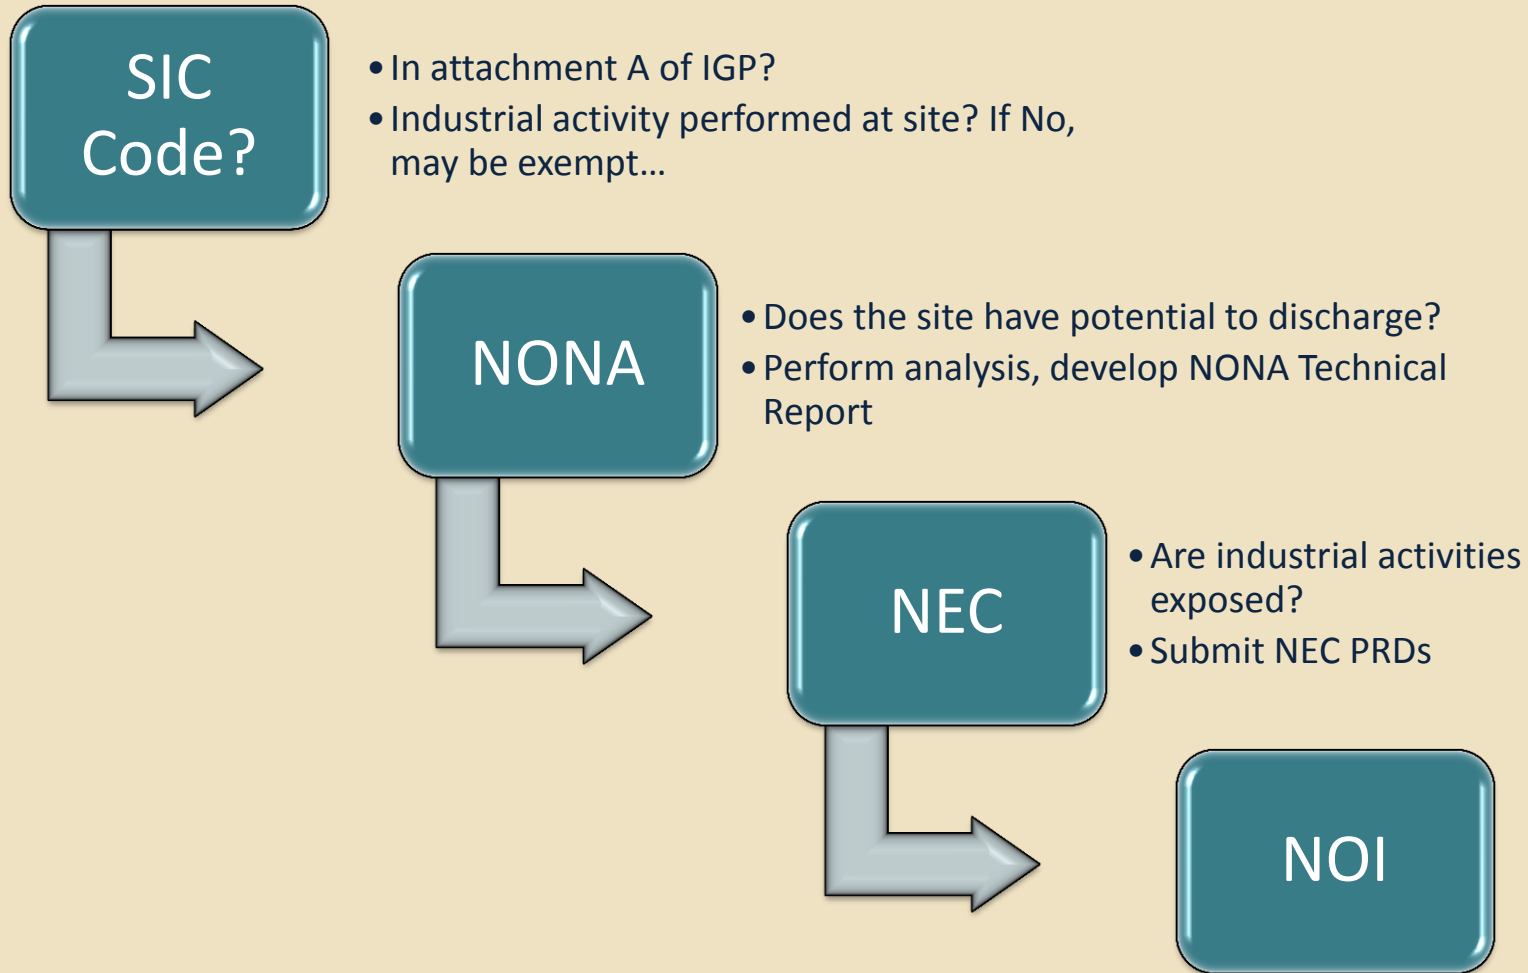 SIC
Code?
• In attachment A of IGP?
• Industrial activity performed at site? If No,
may be exempt…
NONA
• Does the site have potential to discharge?
• Perform analysis, develop NONA Technical
Report
NEC
• Are industrial activities
exposed?
• Submit NEC PRDs
NOI